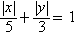 |x|/5 + |y|/3 = 1